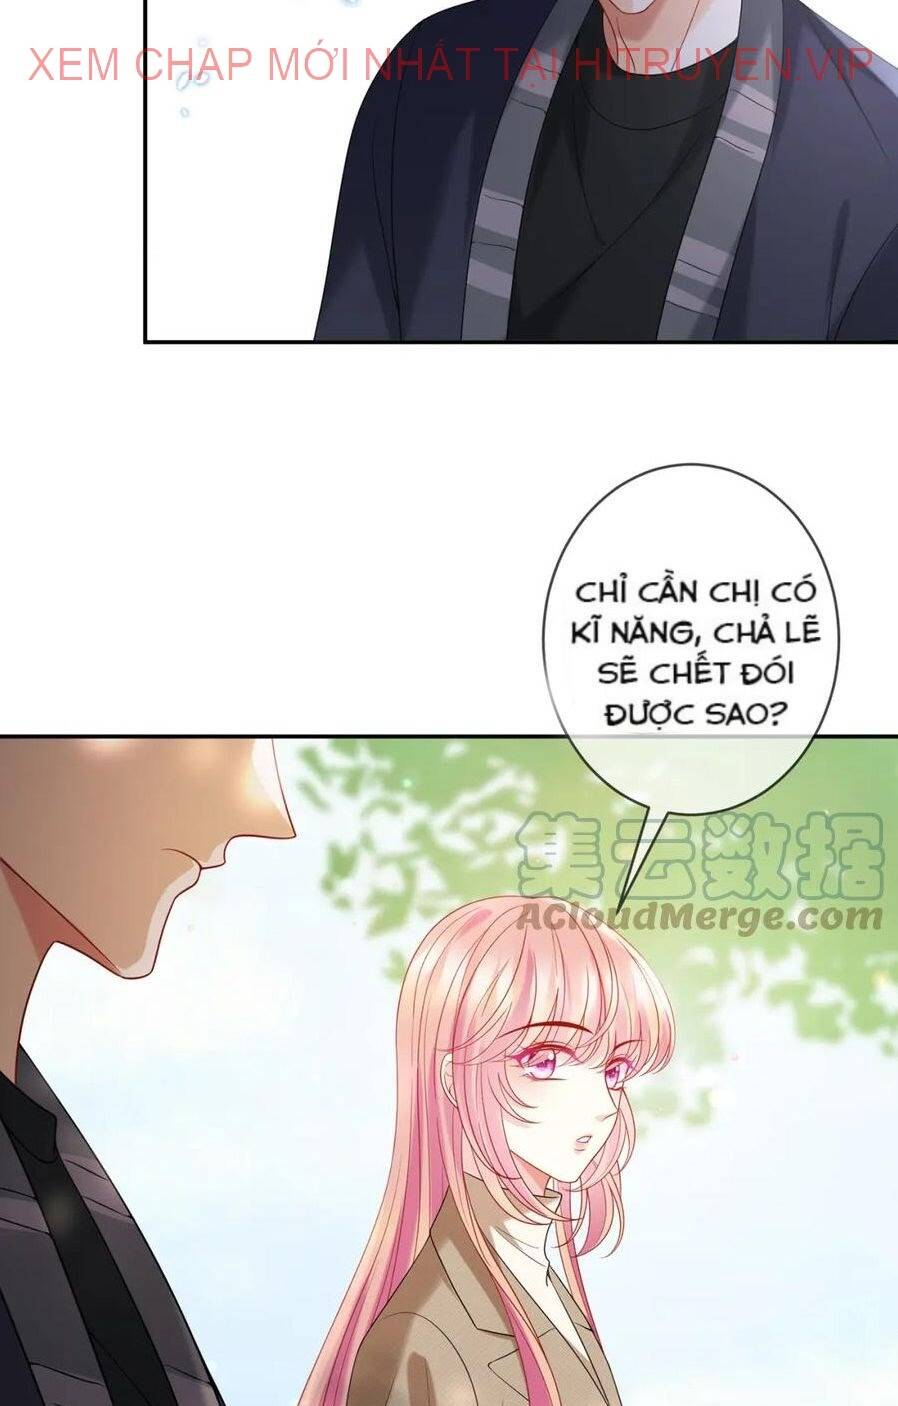 XEM CHAP MỚI NHẤT TẠI HITRUYEN.VIP
CHỈ CẦN CHỊ CÓ
KĨ NĂNG, CHẢ LẼ
SẼ CHẾT ĐÓI
ĐƯỢC SAO?
集云数据
ACloudMerge.com